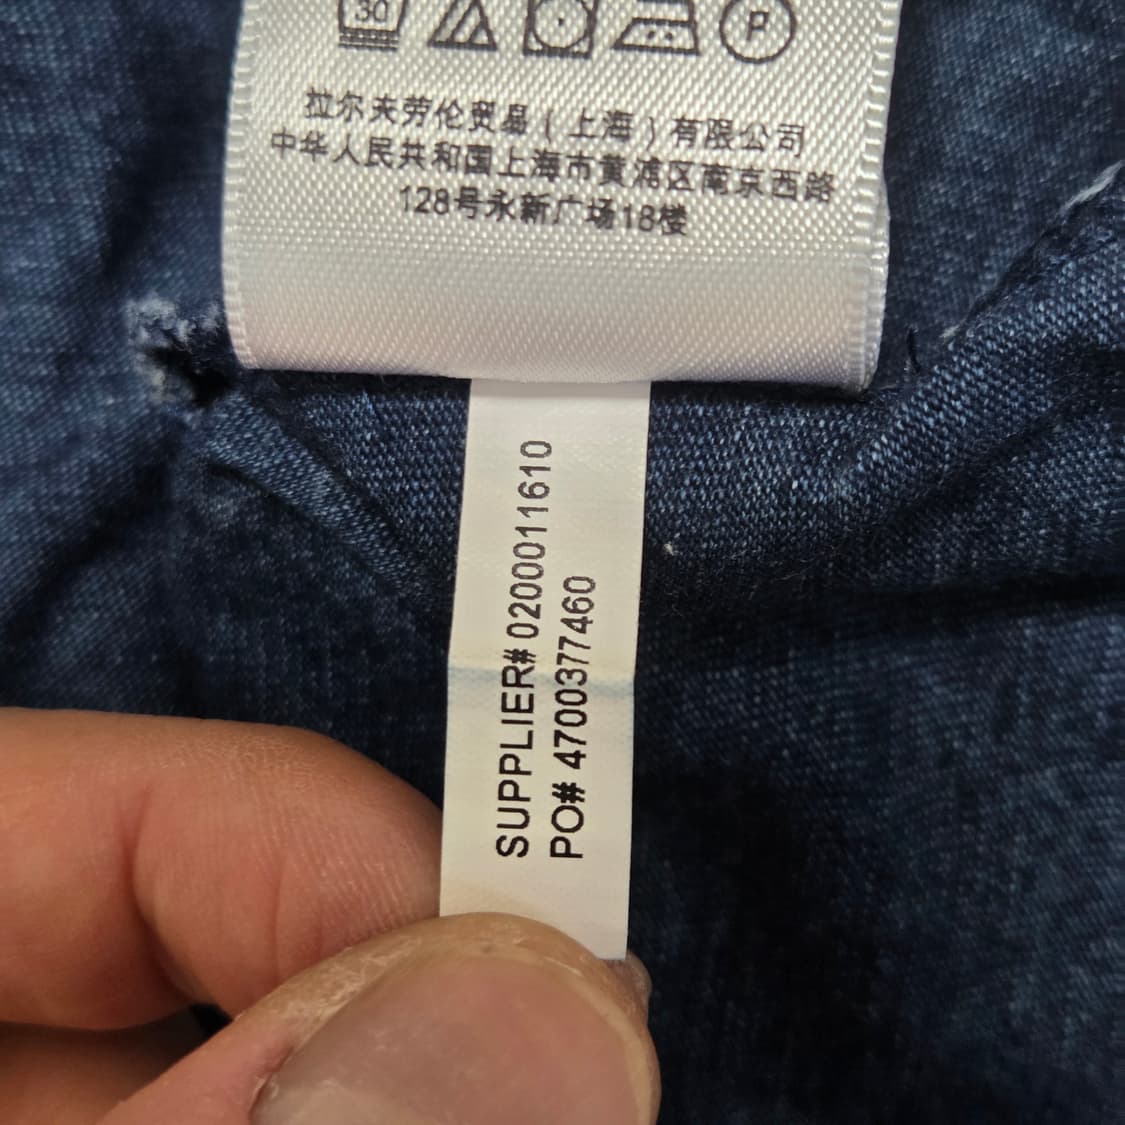 30
P
拉尔夫劳伦贸易(上海)有限公司
中华人民共和国上海市黄浦区南京西路
128号永新广场18楼
SUPPLIER# 0200011610
PO# 4700377460